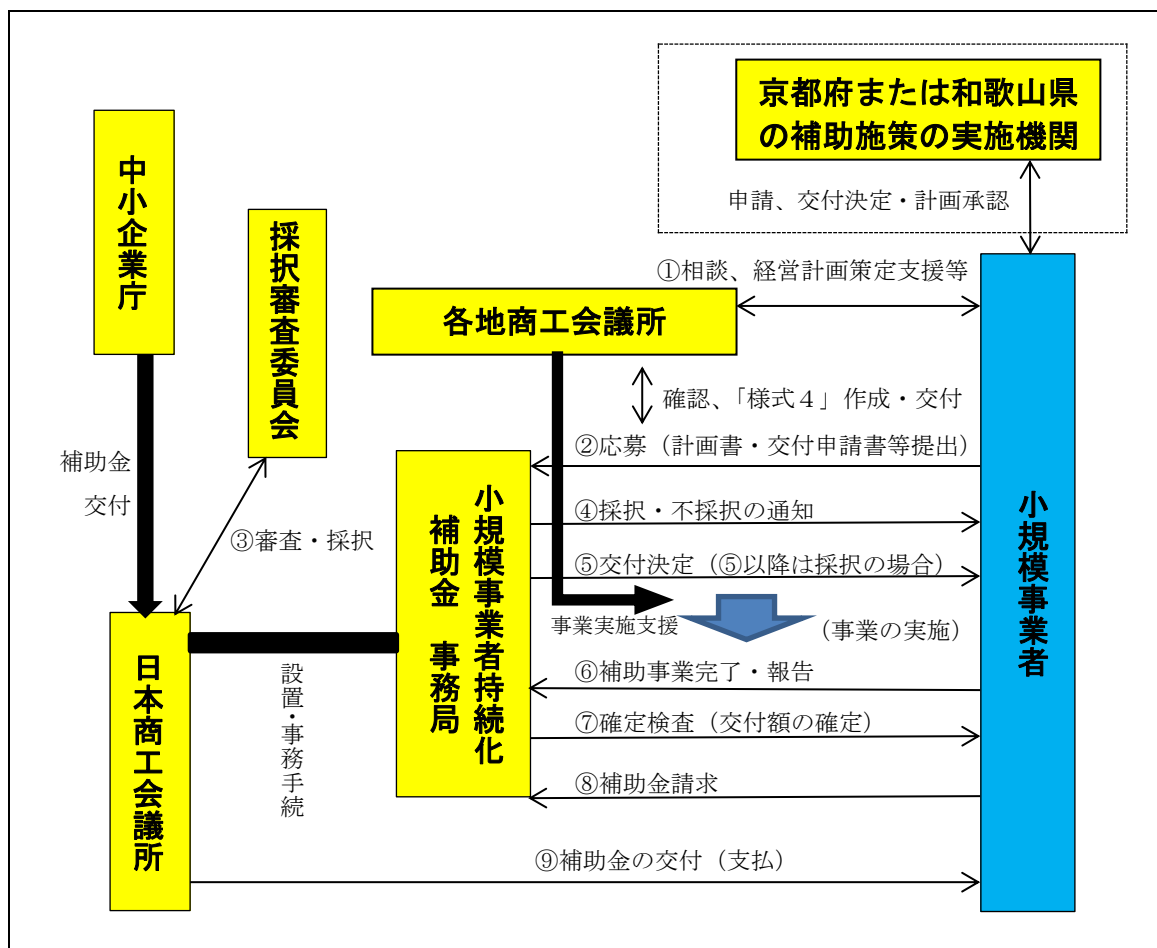 京都府または和歌山県
の補助施策の実施機関
申請、交付決定・計画承認
中小企業庁
採択審査委員会
①相談、経営計画策定支援等
各地商工会議所
確認、「様式４」作成・交付
②応募（計画書・交付申請書等提出）
補助金
交付
③審査・採択
小規模事業者持続化
補助金　事務局
④採択・不採択の通知
⑤交付決定（⑤以降は採択の場合）
事業実施支援
（事業の実施）
小規模事業者
日本商工会議所
設置・事務手続
⑥補助事業完了・報告
⑦確定検査（交付額の確定）
⑧補助金請求
⑨補助金の交付（支払）